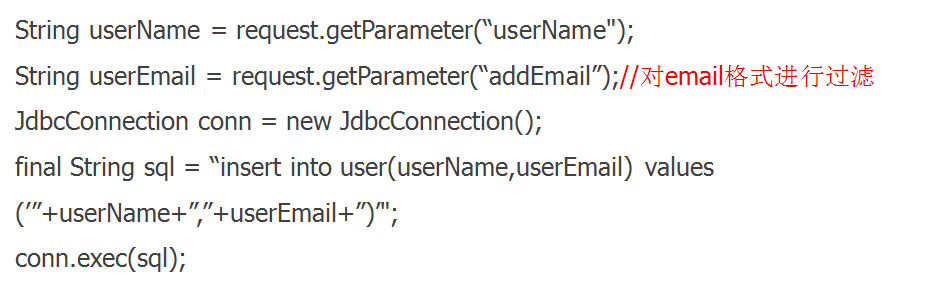 String userName = request.getParameter(“userName");
String userEmail = request.getParameter(“addEmail”);//对email格式进行过滤
JdbcConnection conn = new JdbcConnection();
final String sql = “insert into user(userName,userEmail) values
(’”+userName+”,”+userEmail+”)’";
conn.exec(sql);